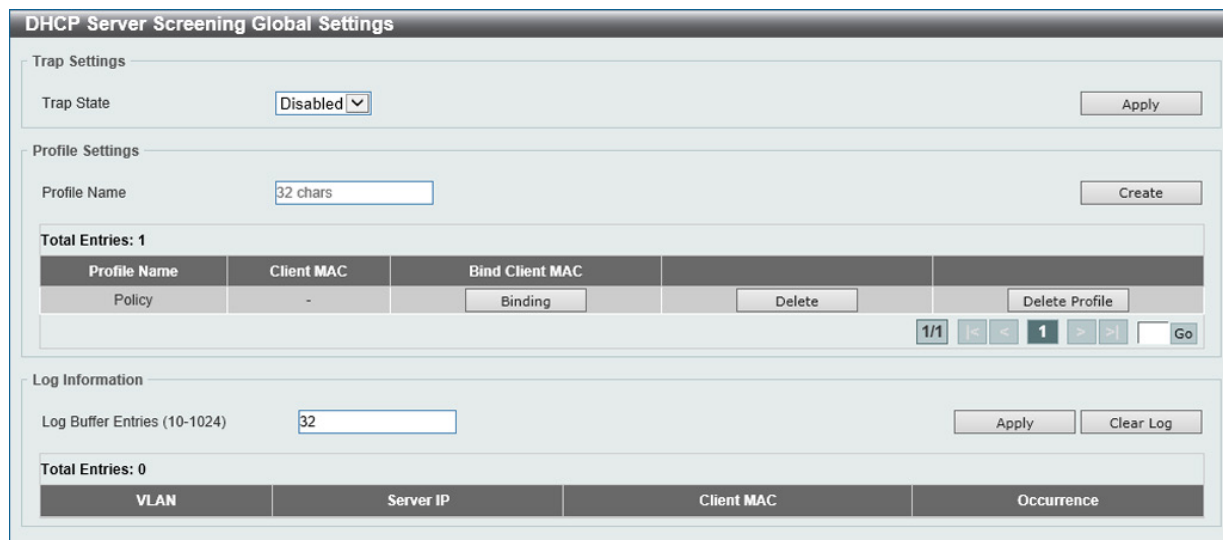 DHCP Server Screening Global Settings
Trap Settings
Trap State Disabled Apply
Profile Settings
Profile Name 32 chars Create
Total Entries: 1
Profile Name Client MAC Bind Client MAC
Policy - Binding Delete Delete Profile
1/1 |< < 1 > >| Go
Log Information
Log Buffer Entries (10-1024) 32 Apply Clear Log
Total Entries: 0
VLAN Server IP Client MAC Occurrence